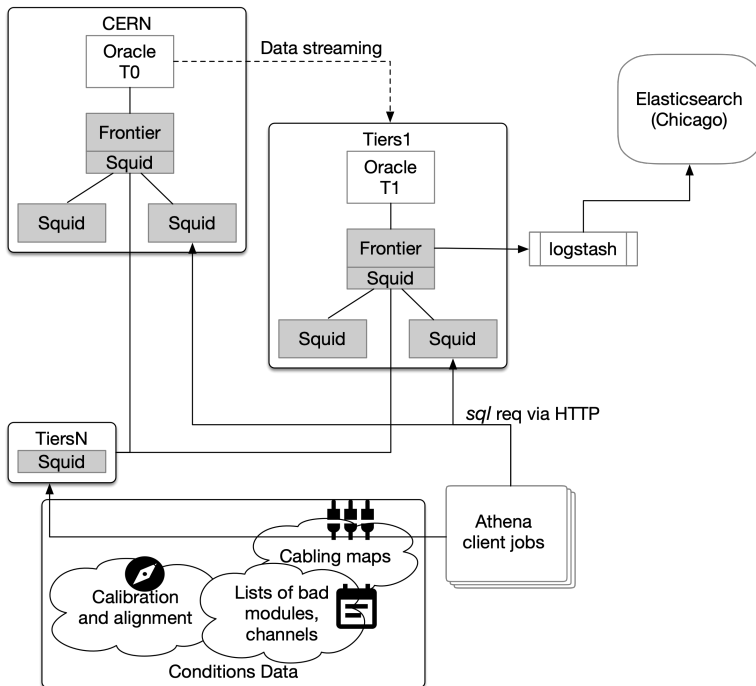 CERN
Oracle
T0
Data streaming
Frontier
Squid
Squid
Squid
Elasticsearch
(Chicago)
Tiers1
Oracle
T1
Frontier
Squid
Squid
Squid
logstash
sql req via HTTP
TiersN
Squid
Athena
client jobs
Cabling maps
Calibration
and alignment
Lists of bad
modules,
channels
Conditions Data